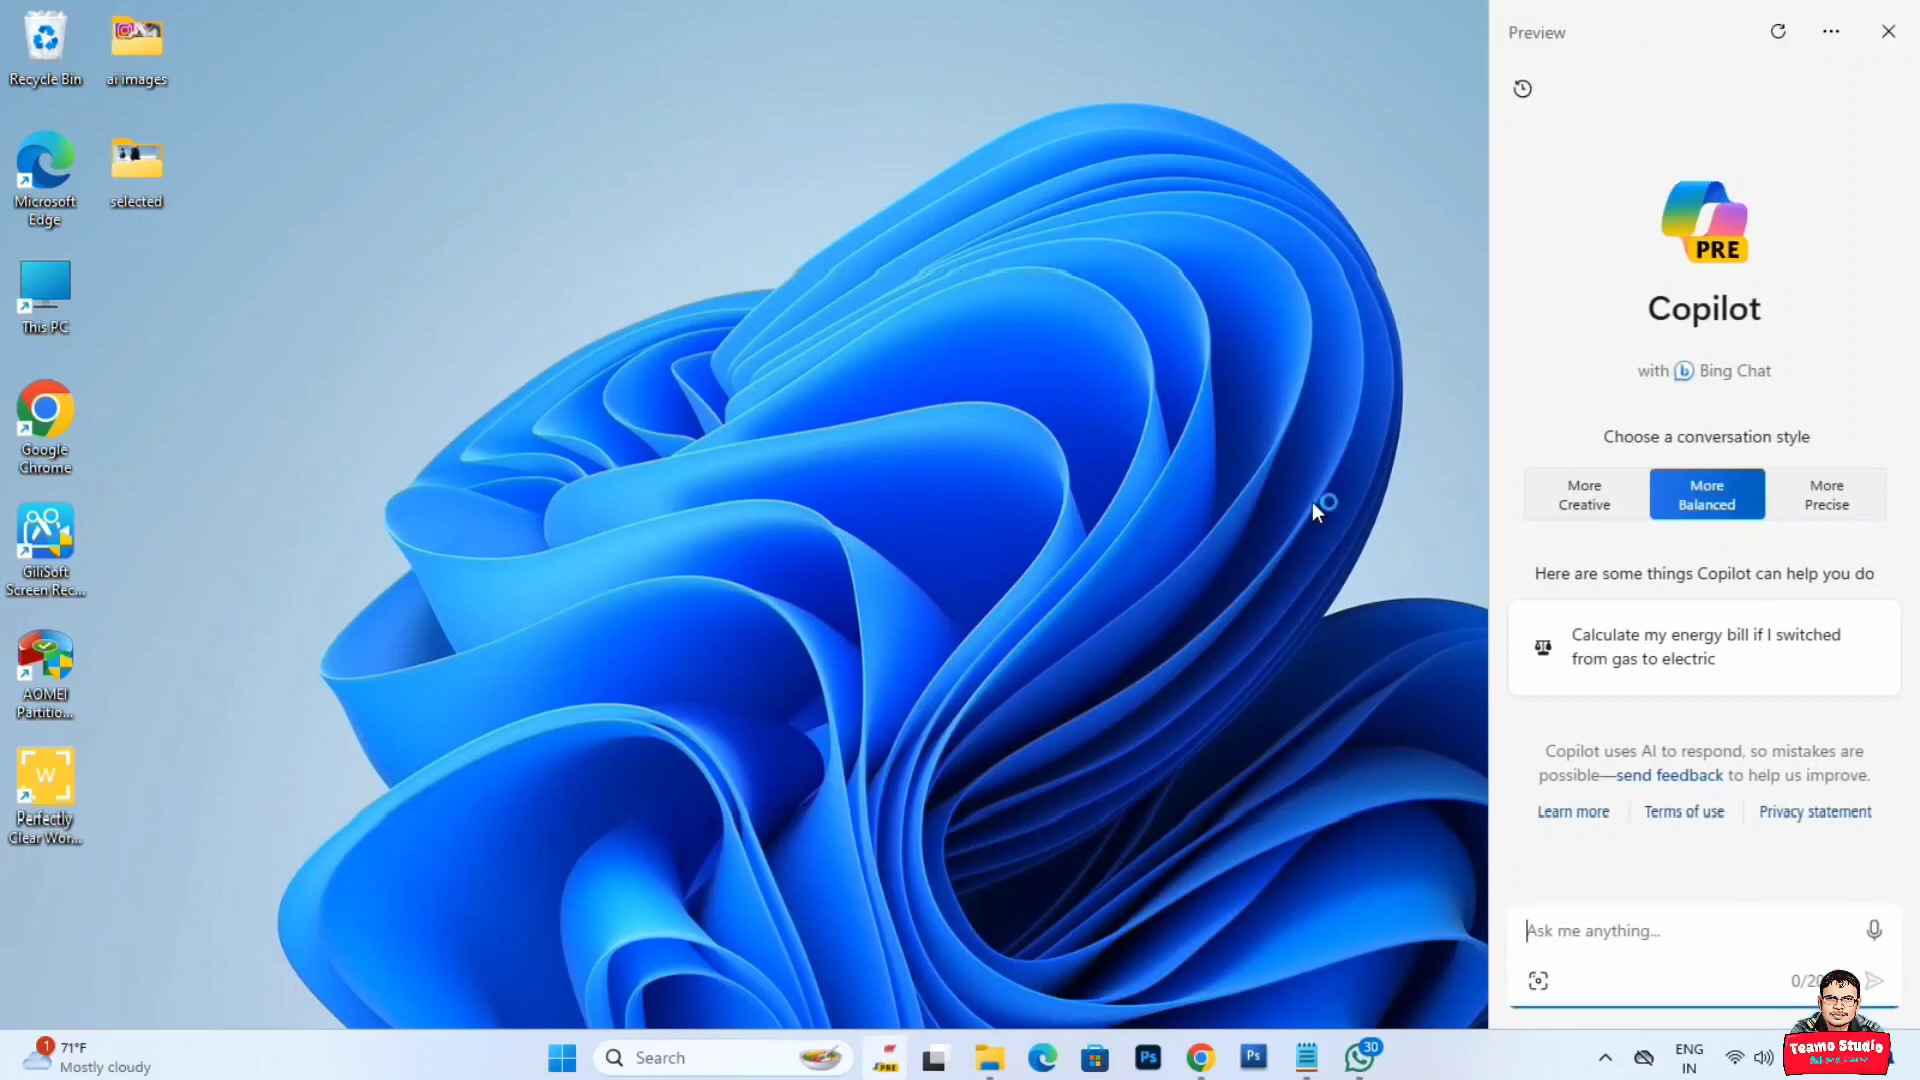 Recycle Bin
ai images
Microsoft
Edge
selected
This PC
Google
Chrome
GiliSoft
Screen Rec...
AOMEI
Partitio...
W
Perfectly
Clear Wor...
Preview
PRE
Copilot
with b Bing Chat
Choose a conversation style
More
Creative
More
Balanced
More
Precise
Here are some things Copilot can help you do
Calculate my energy bill if I switched
from gas to electric
Copilot uses AI to respond, so mistakes are
possible—send feedback to help us improve.
Learn more
Terms of use
Privacy statement
Ask me anything...
0/20
1
71°F
Mostly cloudy
Search
PRE
Ps
Ps
30
ENG
IN
Teamo Studio